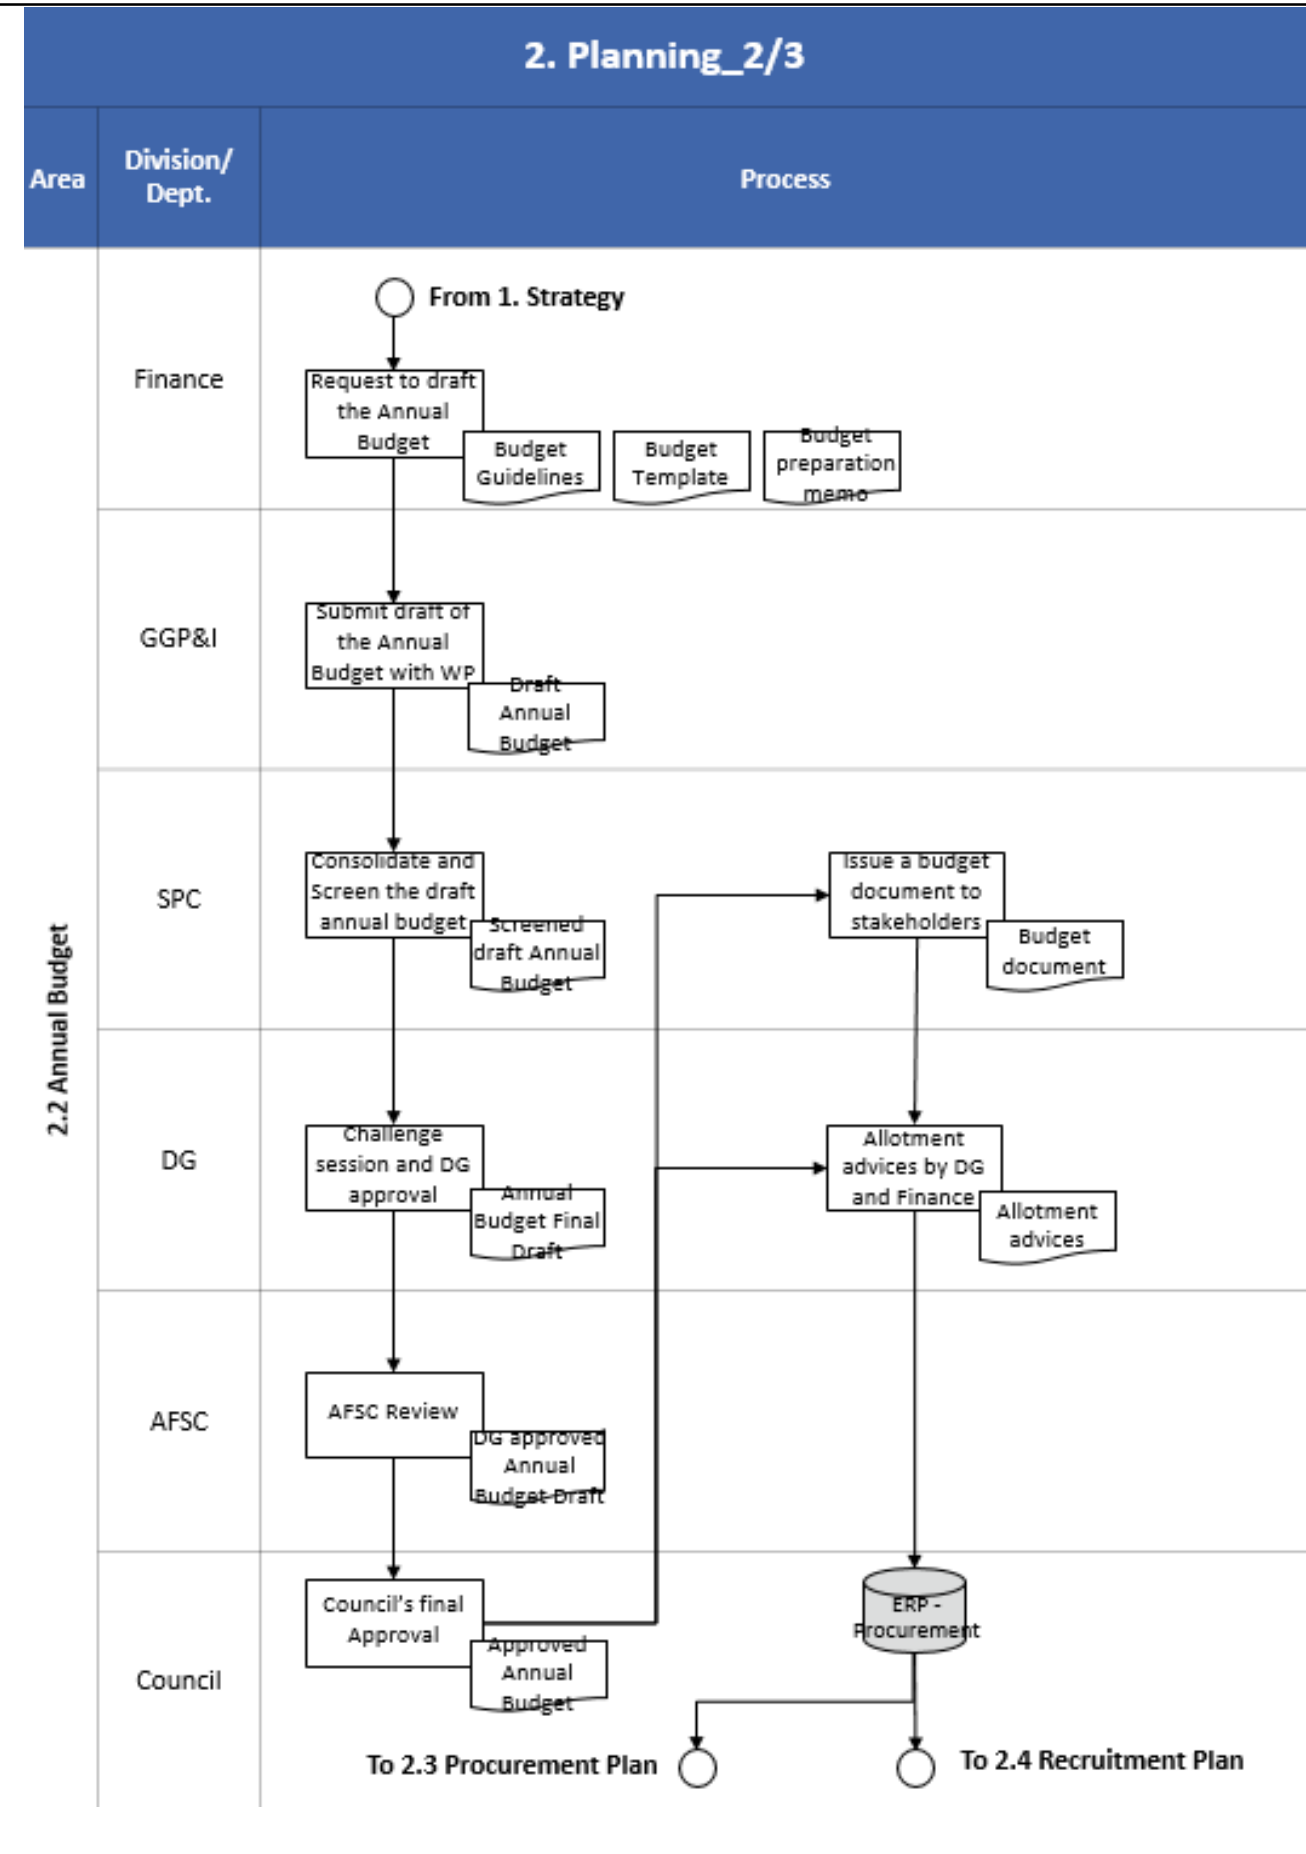 2. Planning_2/3
Area
Division/
Dept.
Process
2.2 Annual Budget
Finance
From 1. Strategy
Request to draft
the Annual
Budget
Budget
Guidelines
Budget
Template
Budget
preparation
memo
GGP&I
Submit draft of
the Annual
Budget with WP
Draft
Annual
Budget
SPC
Consolidate and
Screen the draft
annual budget
Screened
draft Annual
Budget
Issue a budget
document to
stakeholders
Budget
document
DG
Challenge
session and DG
approval
Annual
Budget Final
Draft
Allotment
advices by DG
and Finance
Allotment
advices
AFSC
AFSC Review
DG approved
Annual
Budget Draft
Council
Council's final
Approval
Approved
Annual
Budget
ERP -
Procurement
To 2.3 Procurement Plan
To 2.4 Recruitment Plan